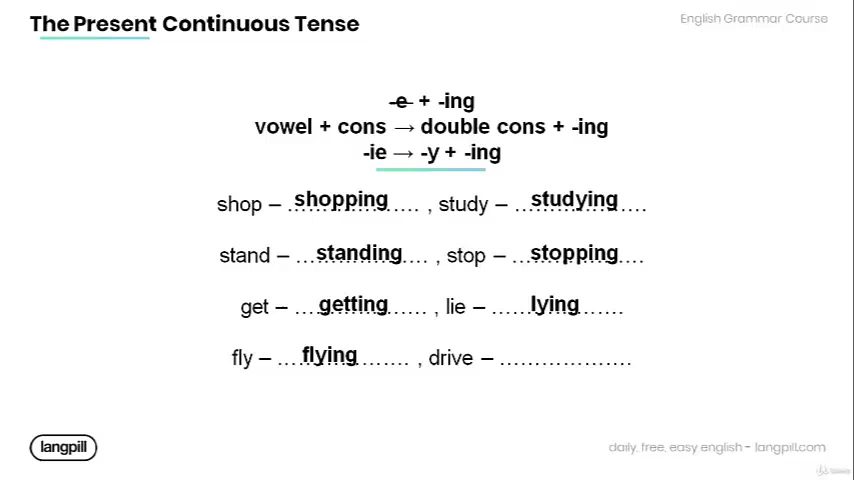 The Present Continuous Tense
English Grammar Course
-e + -ing
vowel + cons → double cons + -ing
-ie → -y + -ing
shop – shopping , study – studying
stand – standing , stop – stopping
get – getting , lie – lying
fly – flying , drive – ....................
langpill
daily, free, easy english - langpill.com